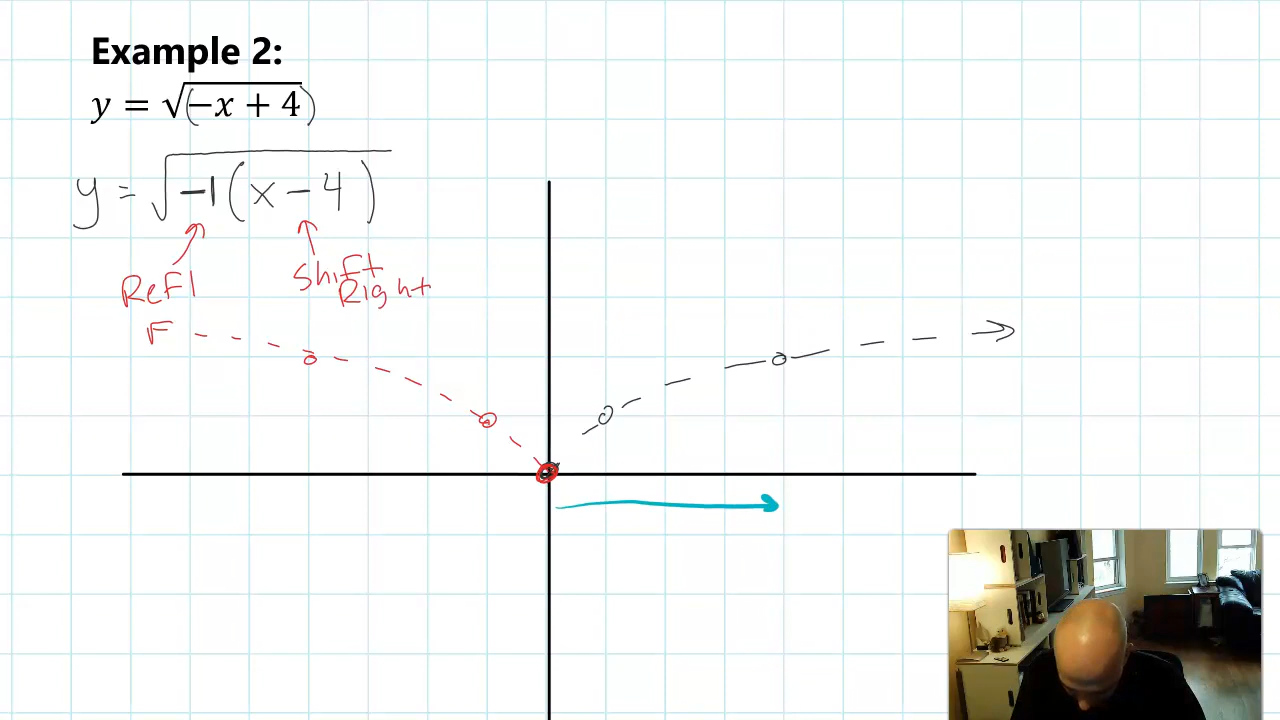 Example 2:
y = √(−x + 4)
y = √−1(x − 4)
Refl
Shift
Right